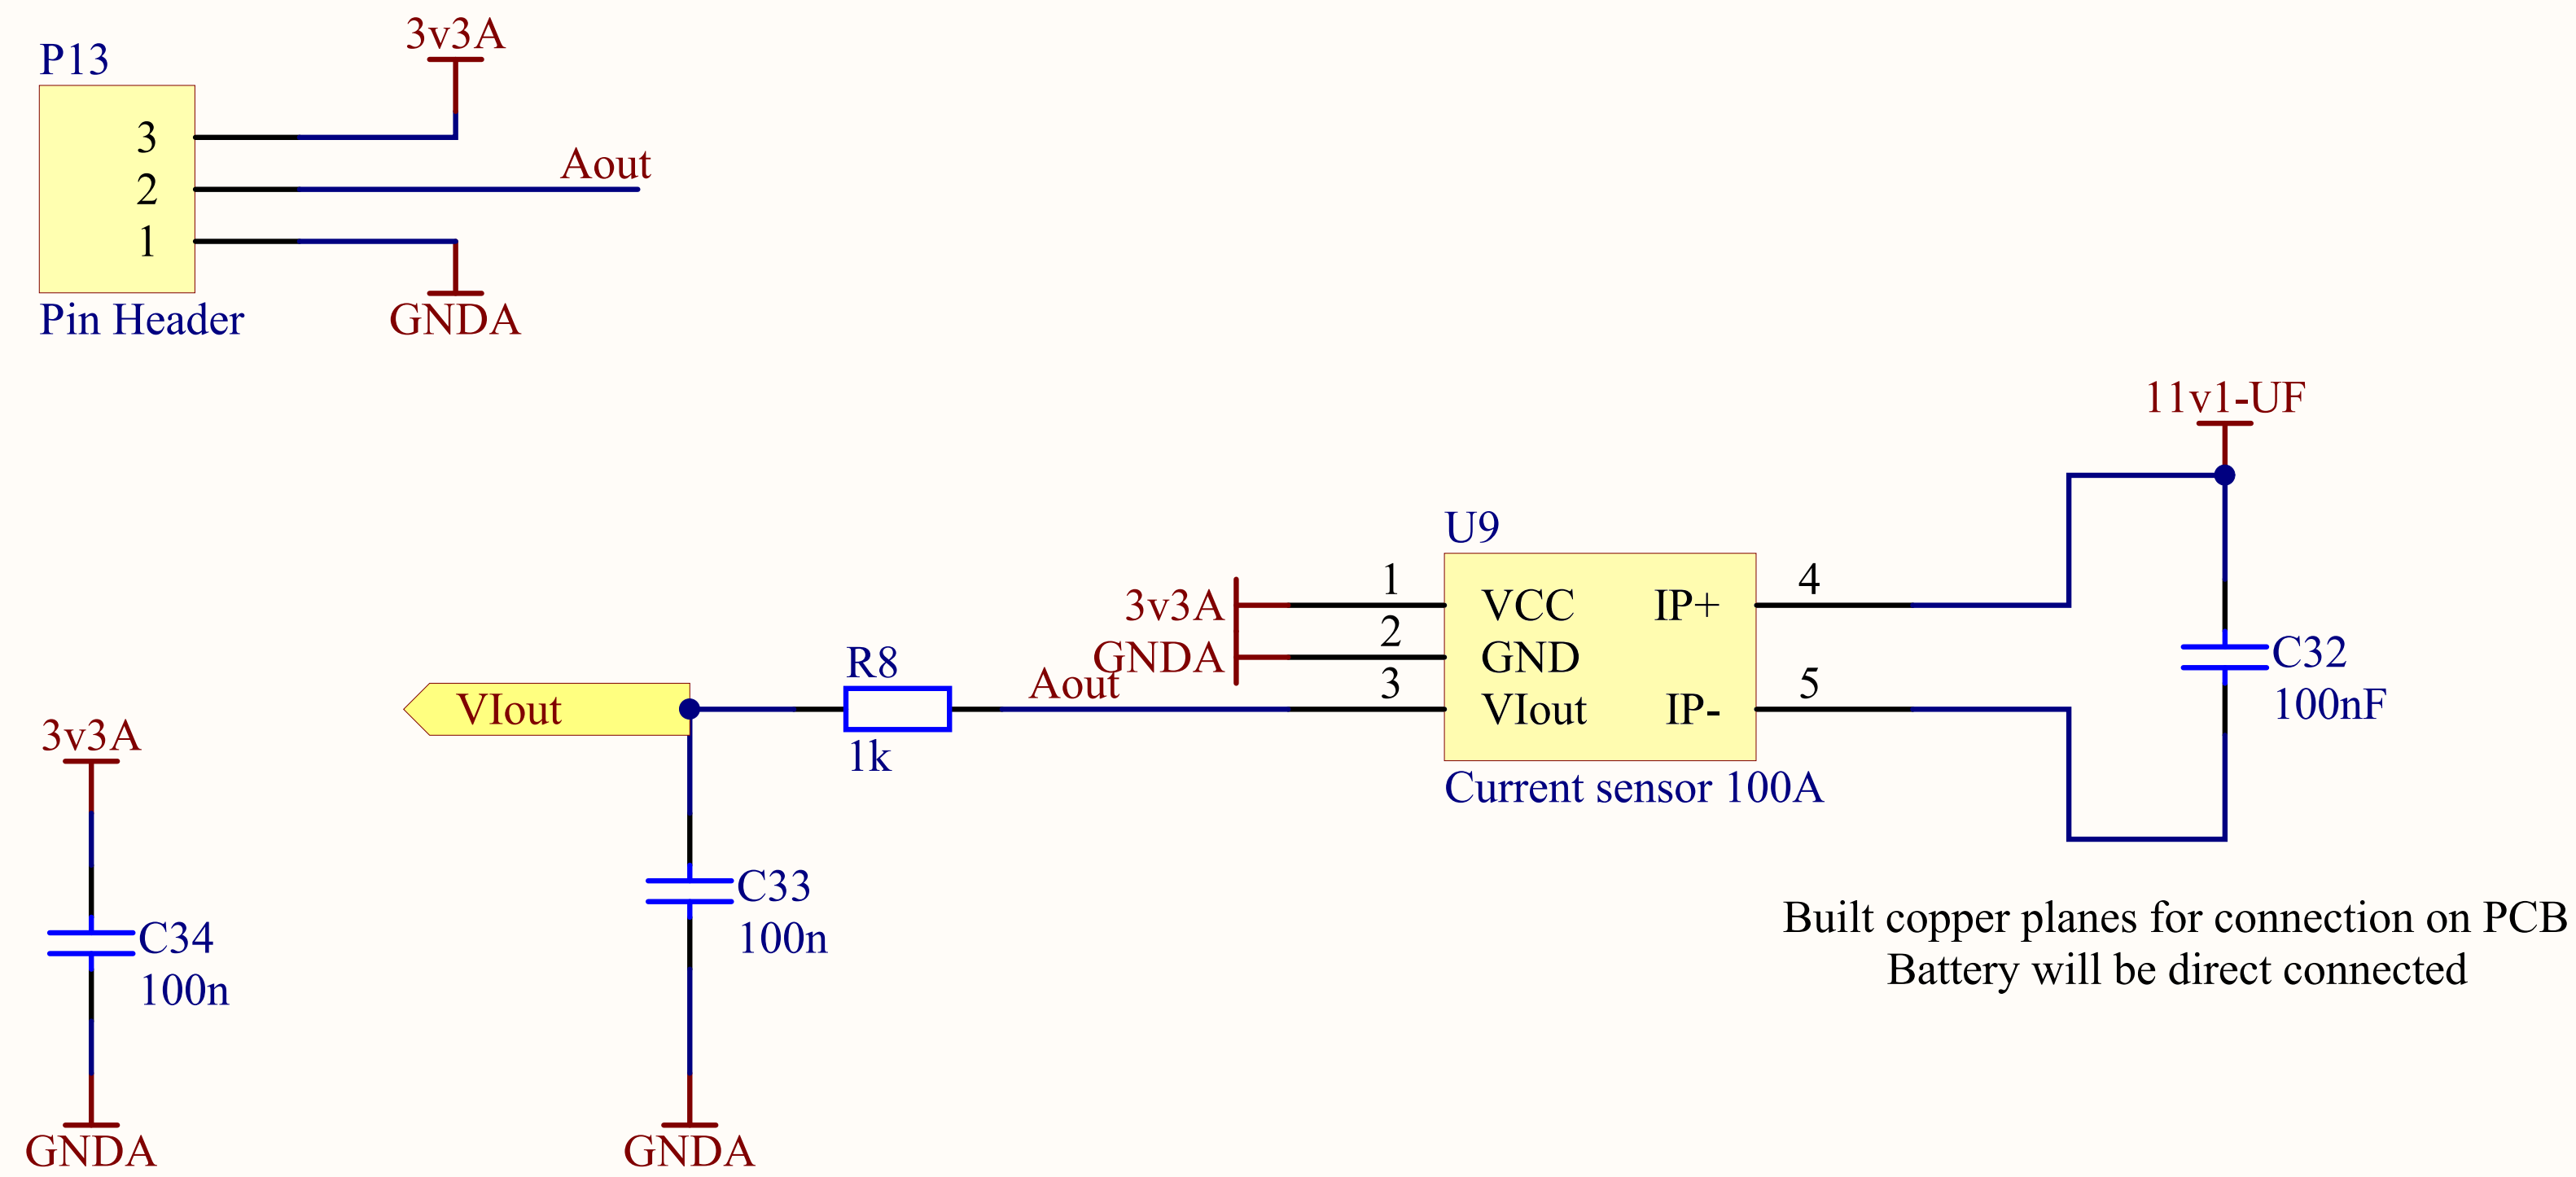 3v3A
P13
3
Aout
2
1
Pin Header
GNDA
11v1-UF
U9
1
4
3v3A
VCC
IP+
2
C32
GNDA
GND
R8
Aout
3
5
100nF
VIout
VIout
IP-
3v3A
1k
Current sensor 100A
C33
Built copper planes for connection on PCB
C34
100n
Battery will be direct connected
100n
GNDA
GNDA